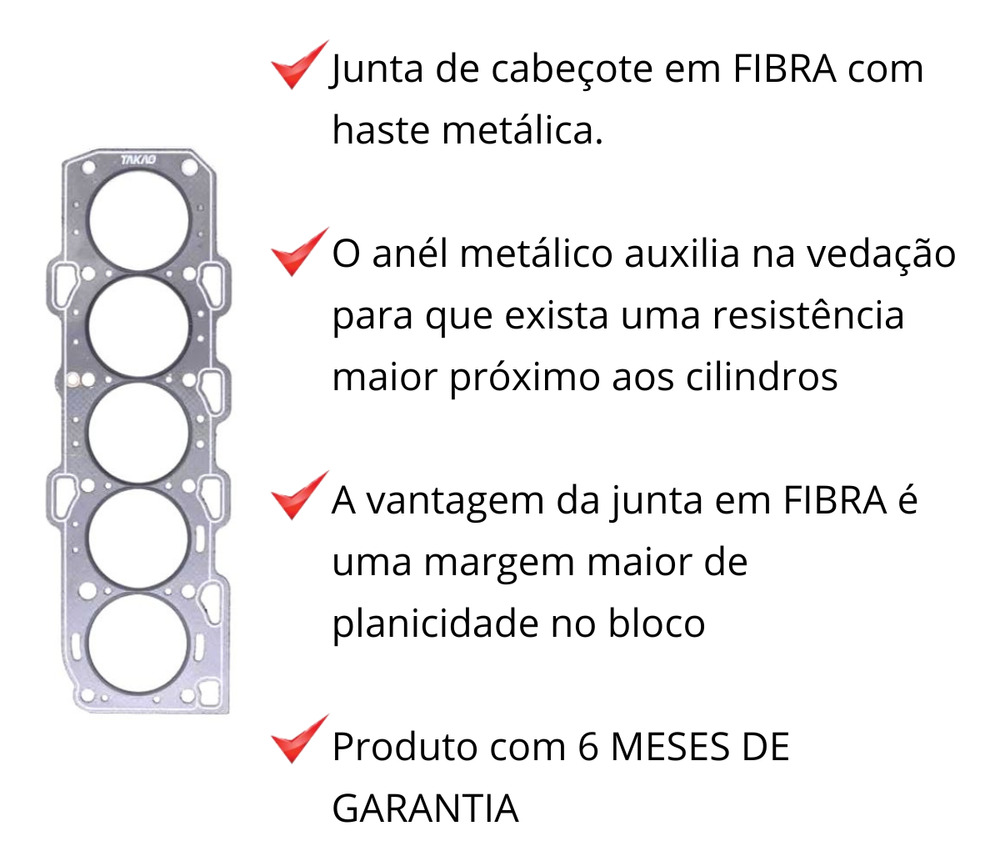 TAKAO
Junta de cabeçote em FIBRA com
haste metálica.
O anél metálico auxilia na vedação
para que exista uma resistência
maior próximo aos cilindros
A vantagem da junta em FIBRA é
uma margem maior de
planicidade no bloco
Produto com 6 MESES DE
GARANTIA